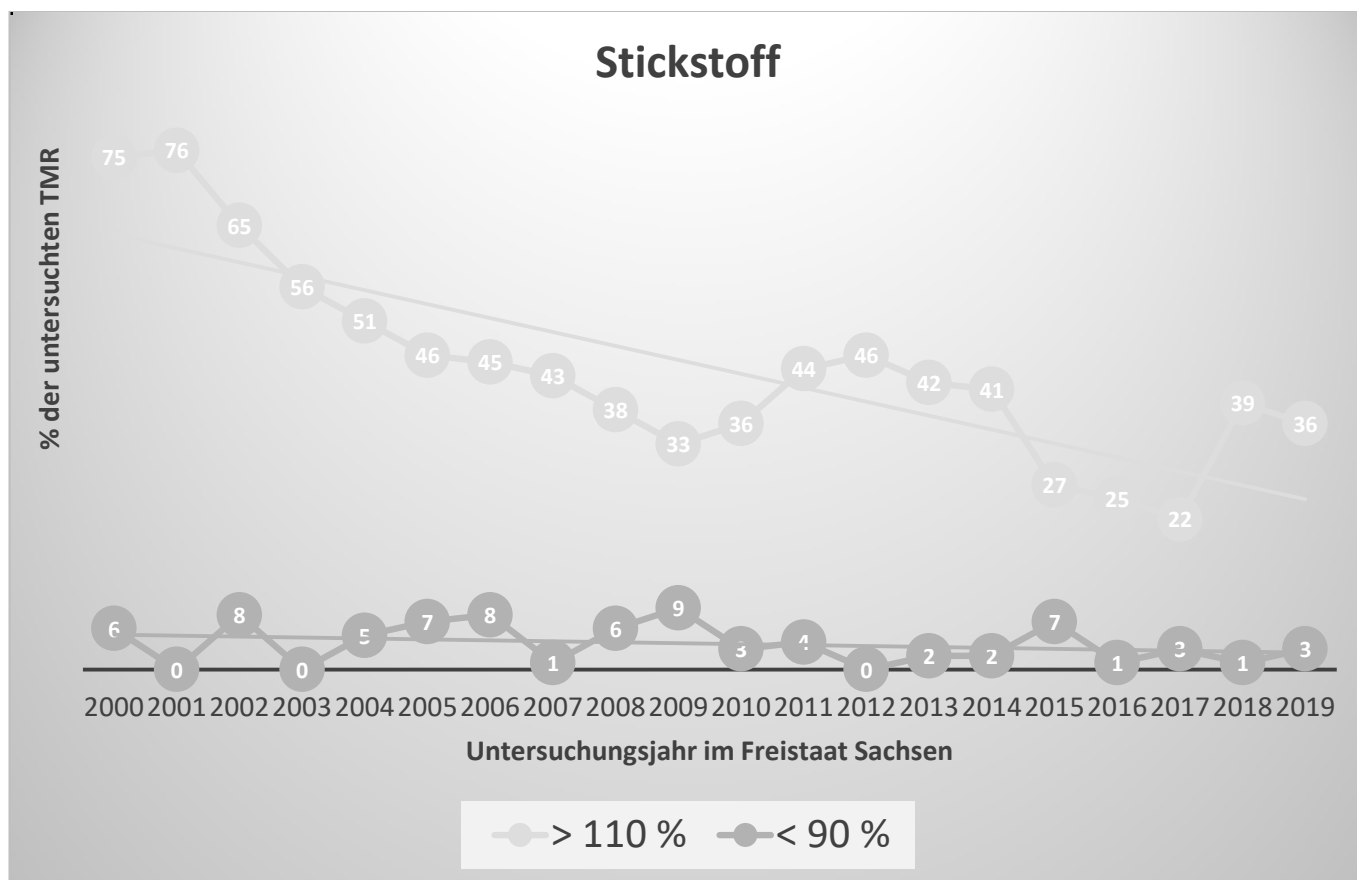 Stickstoff
% der untersuchten TMR
75 76 65 56 51 46 45 43 38 33 36 44 46 42 41 27 25 22 39 36
6 0 8 0 5 7 8 1 6 9 3 4 0 2 2 7 1 3 1 3
2000 2001 2002 2003 2004 2005 2006 2007 2008 2009 2010 2011 2012 2013 2014 2015 2016 2017 2018 2019
Untersuchungsjahr im Freistaat Sachsen
> 110 % < 90 %